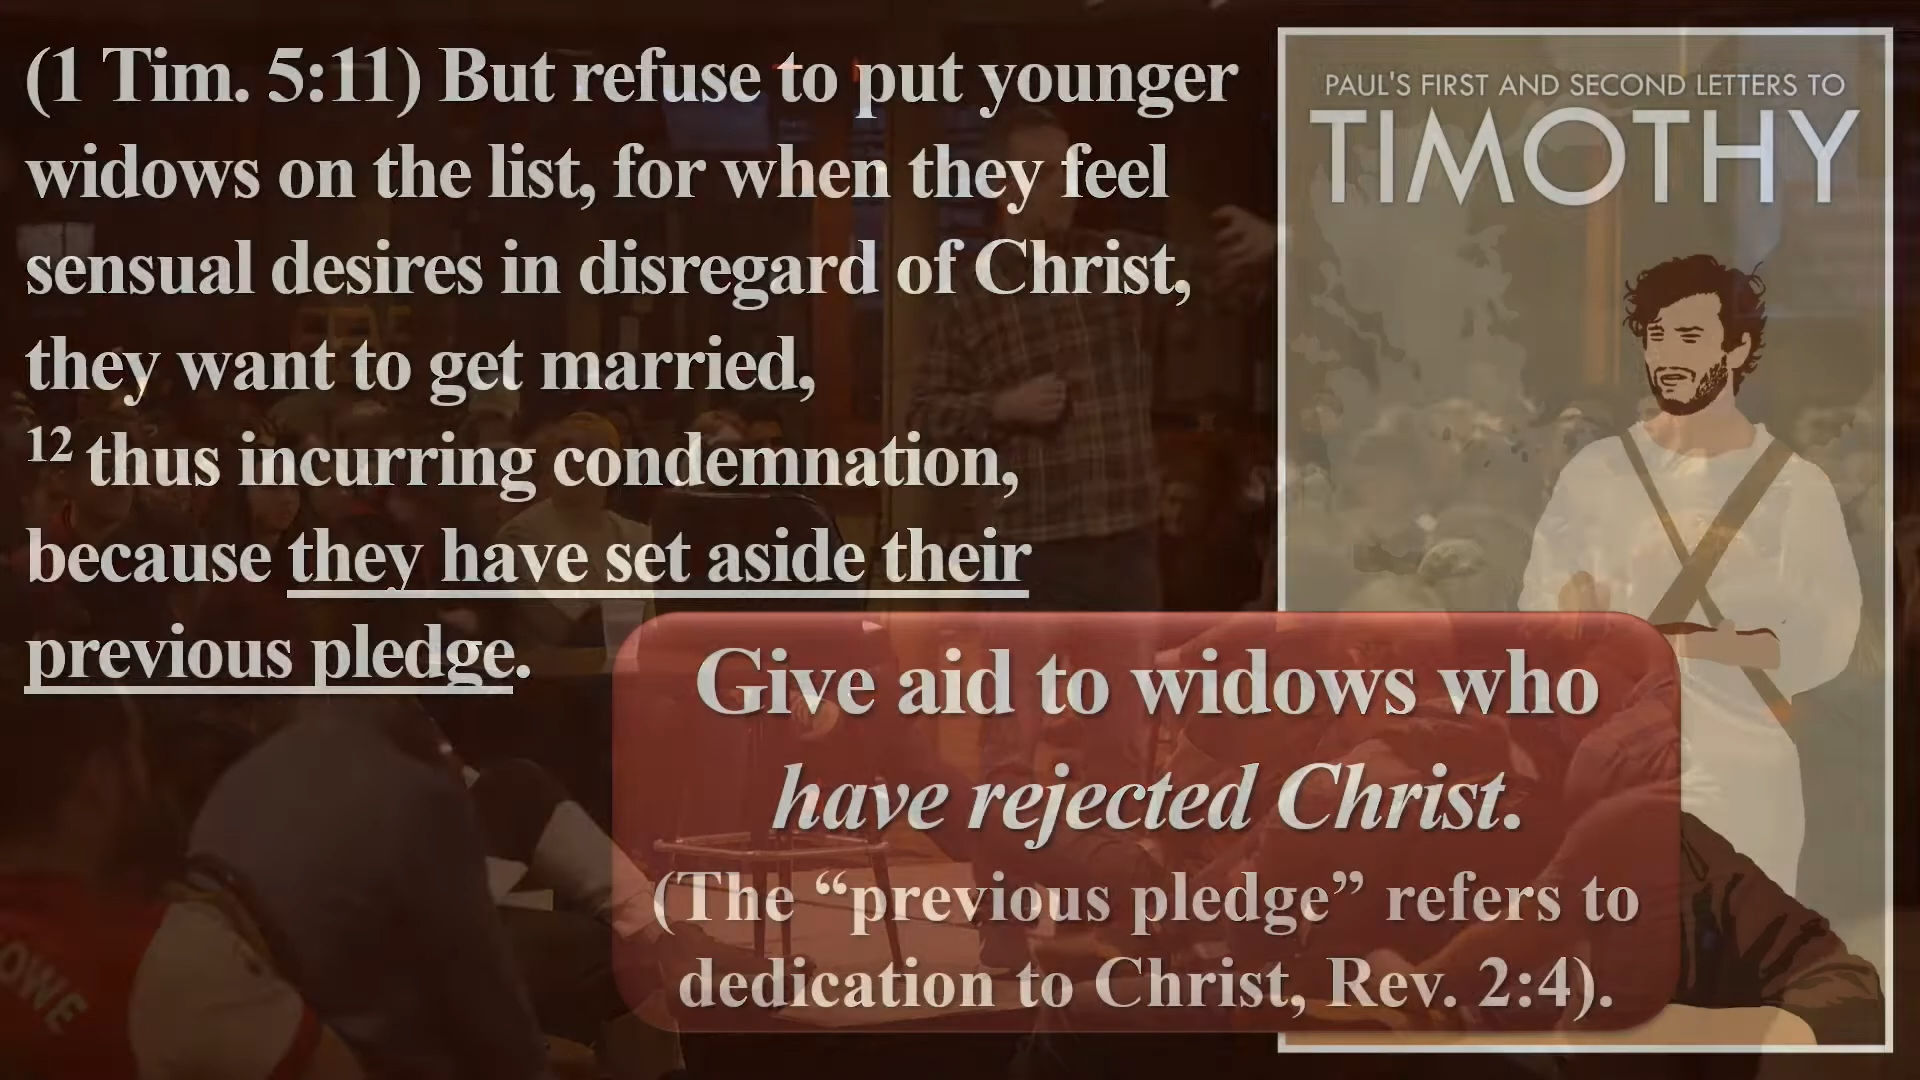 (1 Tim. 5:11) But refuse to put younger
widows on the list, for when they feel
sensual desires in disregard of Christ,
they want to get married,
12 thus incurring condemnation,
because they have set aside their
previous pledge.
Give aid to widows who
have rejected Christ.
(The “previous pledge” refers to
dedication to Christ, Rev. 2:4).
PAUL'S FIRST AND SECOND LETTERS TO
TIMOTHY
OWE